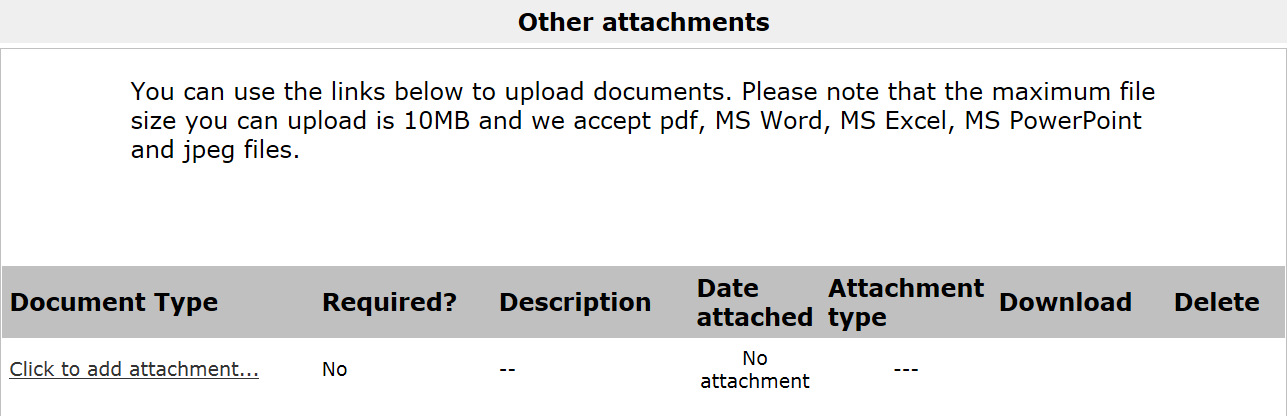 Other attachments
You can use the links below to upload documents. Please note that the maximum file
size you can upload is 10MB and we accept pdf, MS Word, MS Excel, MS PowerPoint
and jpeg files.
Document Type Required? Description Date attached Attachment type Download Delete
Click to add attachment... No -- No attachment ---